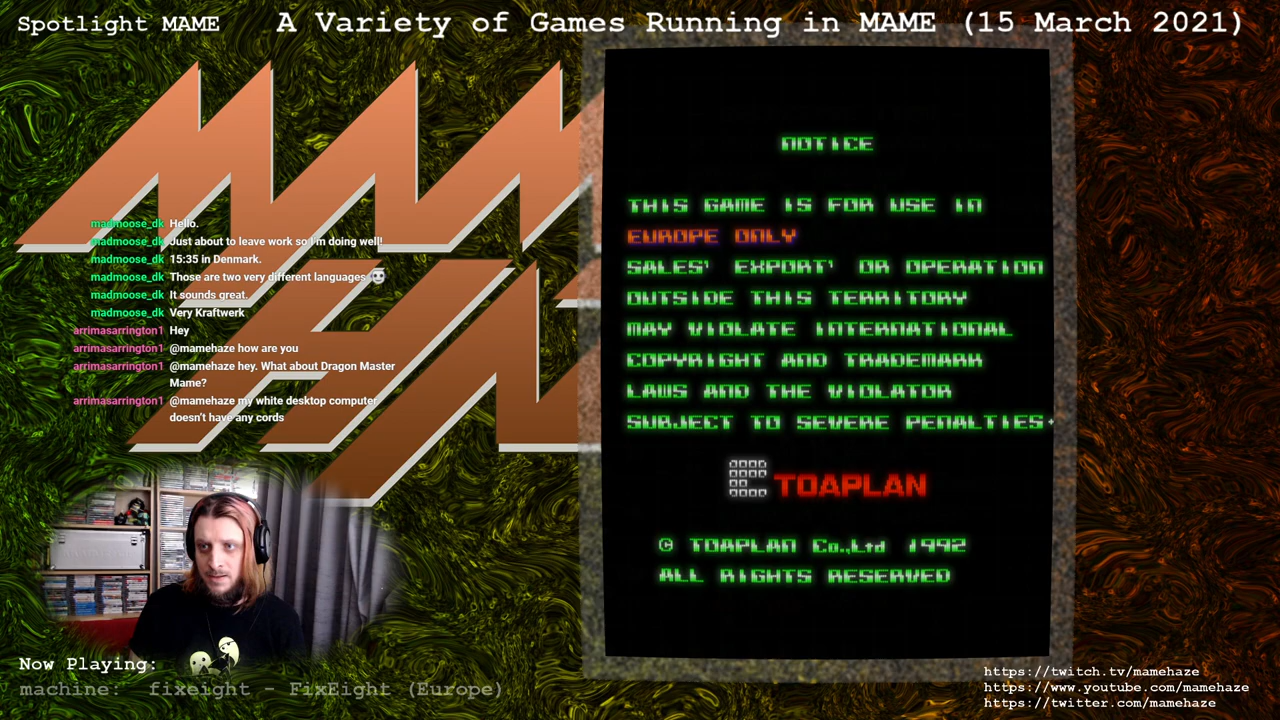 Spotlight MAME
A Variety of Games Running in MAME (15 March 2021)
madmoose_dk Hello.
madmoose_dk Just about to leave work so I'm doing well!
madmoose_dk 15:35 in Denmark.
madmoose_dk Those are two very different languages
madmoose_dk It sounds great.
madmoose_dk Very Kraftwerk
arrimasarrington1 Hey
arrimasarrington1 @mamehaze how are you
arrimasarrington1 @mamehaze hey. What about Dragon Master
Mame?
arrimasarrington1 @mamehaze my white desktop computer
doesn't have any cords
NOTICE
THIS GAME IS FOR USE IN
EUROPE ONLY
SALES' EXPORT' OR OPERATION
OUTSIDE THIS TERRITORY
MAY VIOLATE INTERNATIONAL
COPYRIGHT AND TRADEMARK
LAWS AND THE VIOLATOR
SUBJECT TO SEVERE PENALTIES.
TOAPLAN
© TOAPLAN Co.,Ltd 1992
ALL RIGHTS RESERVED
Now Playing:
machine: fixeight - FixEight (Europe)
https://twitch.tv/mamehaze
https://www.youtube.com/mamehaze
https://twitter.com/mamehaze